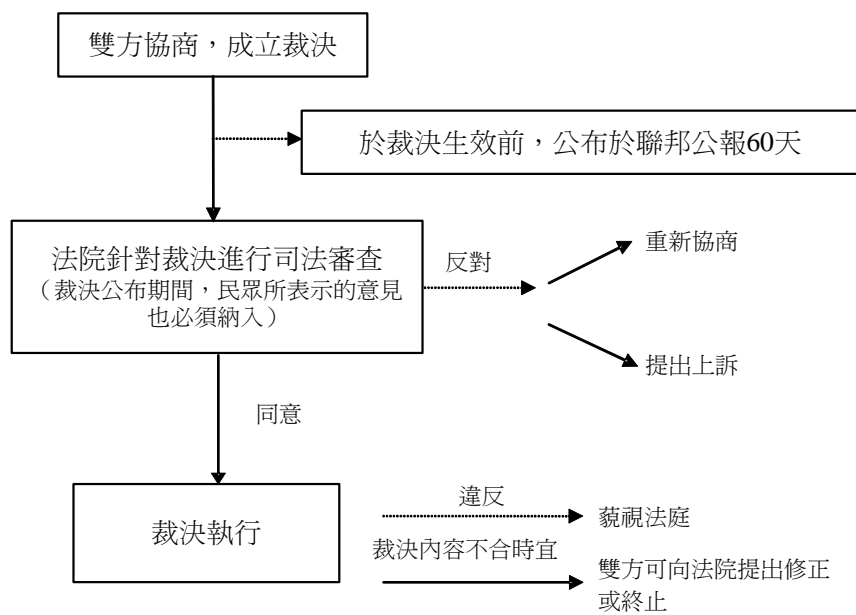 雙方協商，成立裁決
於裁決生效前，公布於聯邦公報60天
法院針對裁決進行司法審查
（裁決公布期間，民眾所表示的意見
也必須納入）
反對
重新協商
提出上訴
同意
裁決執行
違反
藐視法庭
裁決內容不合時宜
雙方可向法院提出修正
或終止